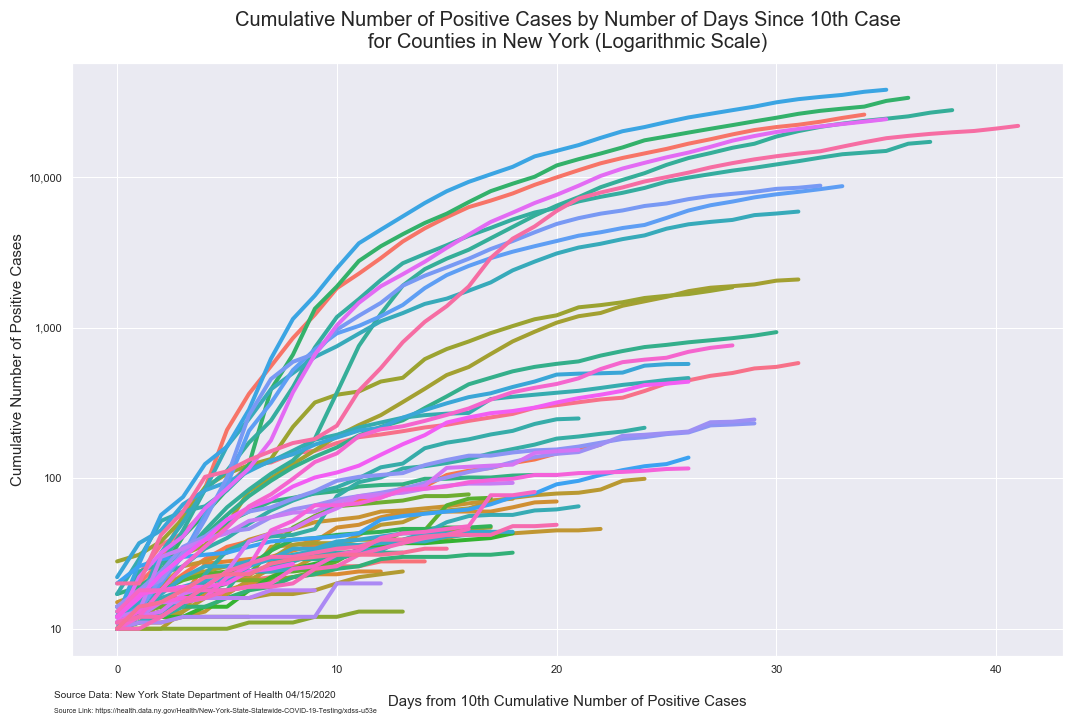 Cumulative Number of Positive Cases by Number of Days Since 10th Case
for Counties in New York (Logarithmic Scale)
Cumulative Number of Positive Cases
10,000
1,000
100
10
0
10
20
30
40
Days from 10th Cumulative Number of Positive Cases
Source Data: New York State Department of Health 04/15/2020
Source Link: https://health.data.ny.gov/Health/New-York-State-Statewide-COVID-19-Testing/xdss-u53e